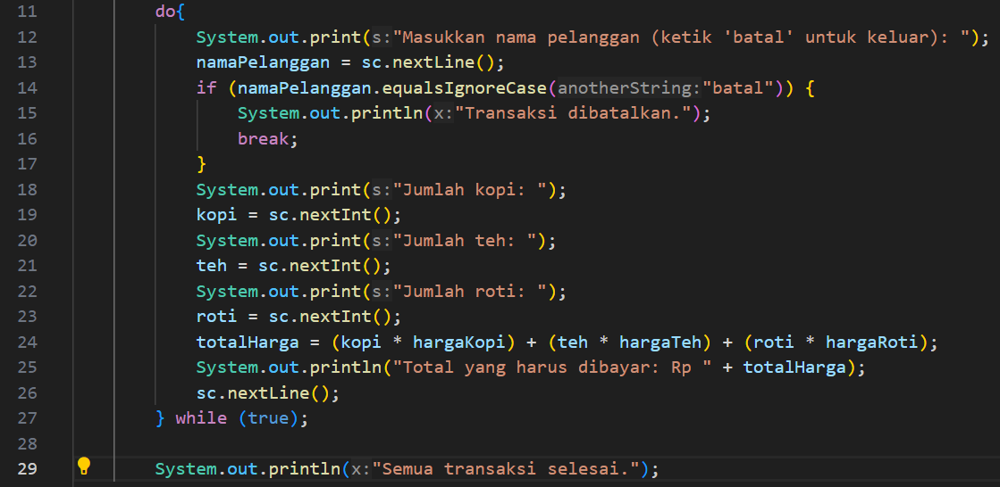 11 do{
12 System.out.print(s:"Masukkan nama pelanggan (ketik 'batal' untuk keluar): ");
13 namaPelanggan = sc.nextLine();
14 if (namaPelanggan.equalsIgnoreCase(anotherString:"batal")) {
15 System.out.println(x:"Transaksi dibatalkan.");
16 break;
17 }
18 System.out.print(s:"Jumlah kopi: ");
19 kopi = sc.nextInt();
20 System.out.print(s:"Jumlah teh: ");
21 teh = sc.nextInt();
22 System.out.print(s:"Jumlah roti: ");
23 roti = sc.nextInt();
24 totalHarga = (kopi * hargaKopi) + (teh * hargaTeh) + (roti * hargaRoti);
25 System.out.println("Total yang harus dibayar: Rp " + totalHarga);
26 sc.nextLine();
27 } while (true);
28
29 System.out.println(x:"Semua transaksi selesai.");